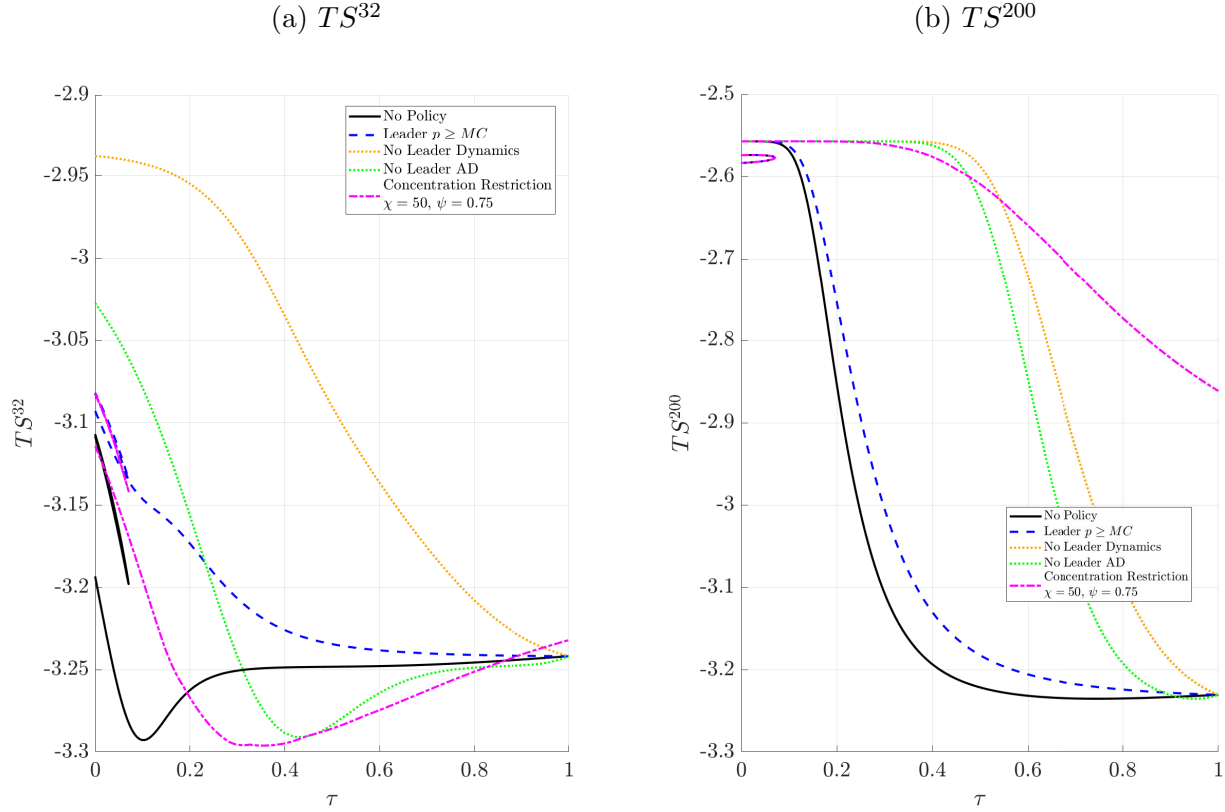 (a) TS^32
(b) TS^200
-2.9
-2.95
-3
-3.05
-3.1
-3.15
-3.2
-3.25
-3.3
TS^32
0
0.2
0.4
0.6
0.8
1
τ
No Policy
Leader p ≥ MC
No Leader Dynamics
No Leader AD
Concentration Restriction
χ = 50, ψ = 0.75
-2.5
-2.6
-2.7
-2.8
-2.9
-3
-3.1
-3.2
-3.3
TS^200
0
0.2
0.4
0.6
0.8
1
τ
No Policy
Leader p ≥ MC
No Leader Dynamics
No Leader AD
Concentration Restriction
χ = 50, ψ = 0.75